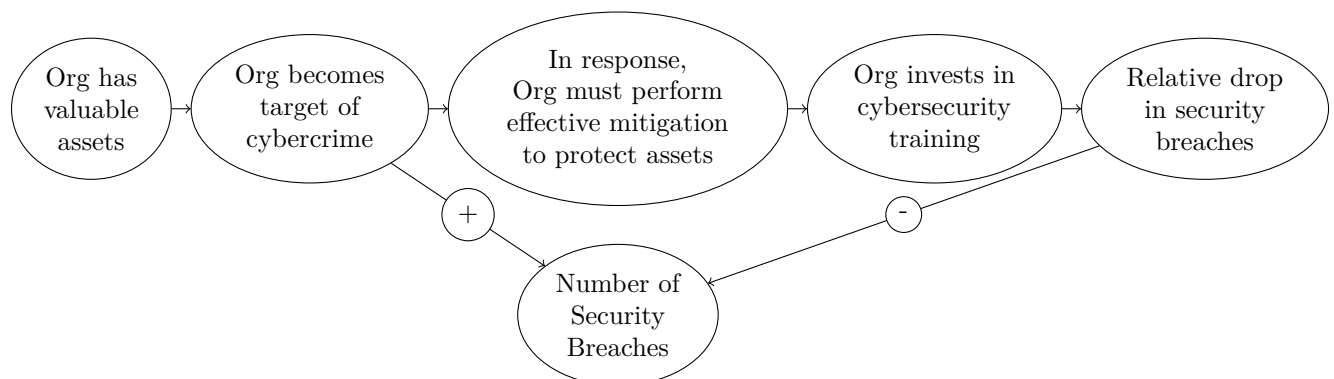 Org has
valuable
assets
Org becomes
target of
cybercrime
In response,
Org must perform
effective mitigation
to protect assets
Org invests in
cybersecurity
training
Relative drop
in security
breaches
+
-
Number of
Security
Breaches